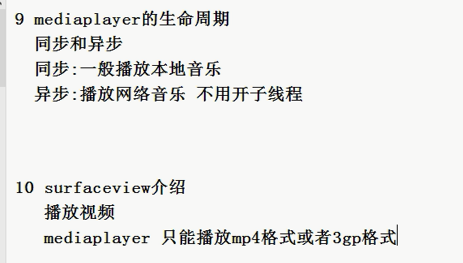 9 mediaplayer的生命周期
同步和异步
同步:一般播放本地音乐
异步:播放网络音乐 不用开子线程
10 surfaceview介绍
播放视频
mediaplayer 只能播放mp4格式或者3gp格式